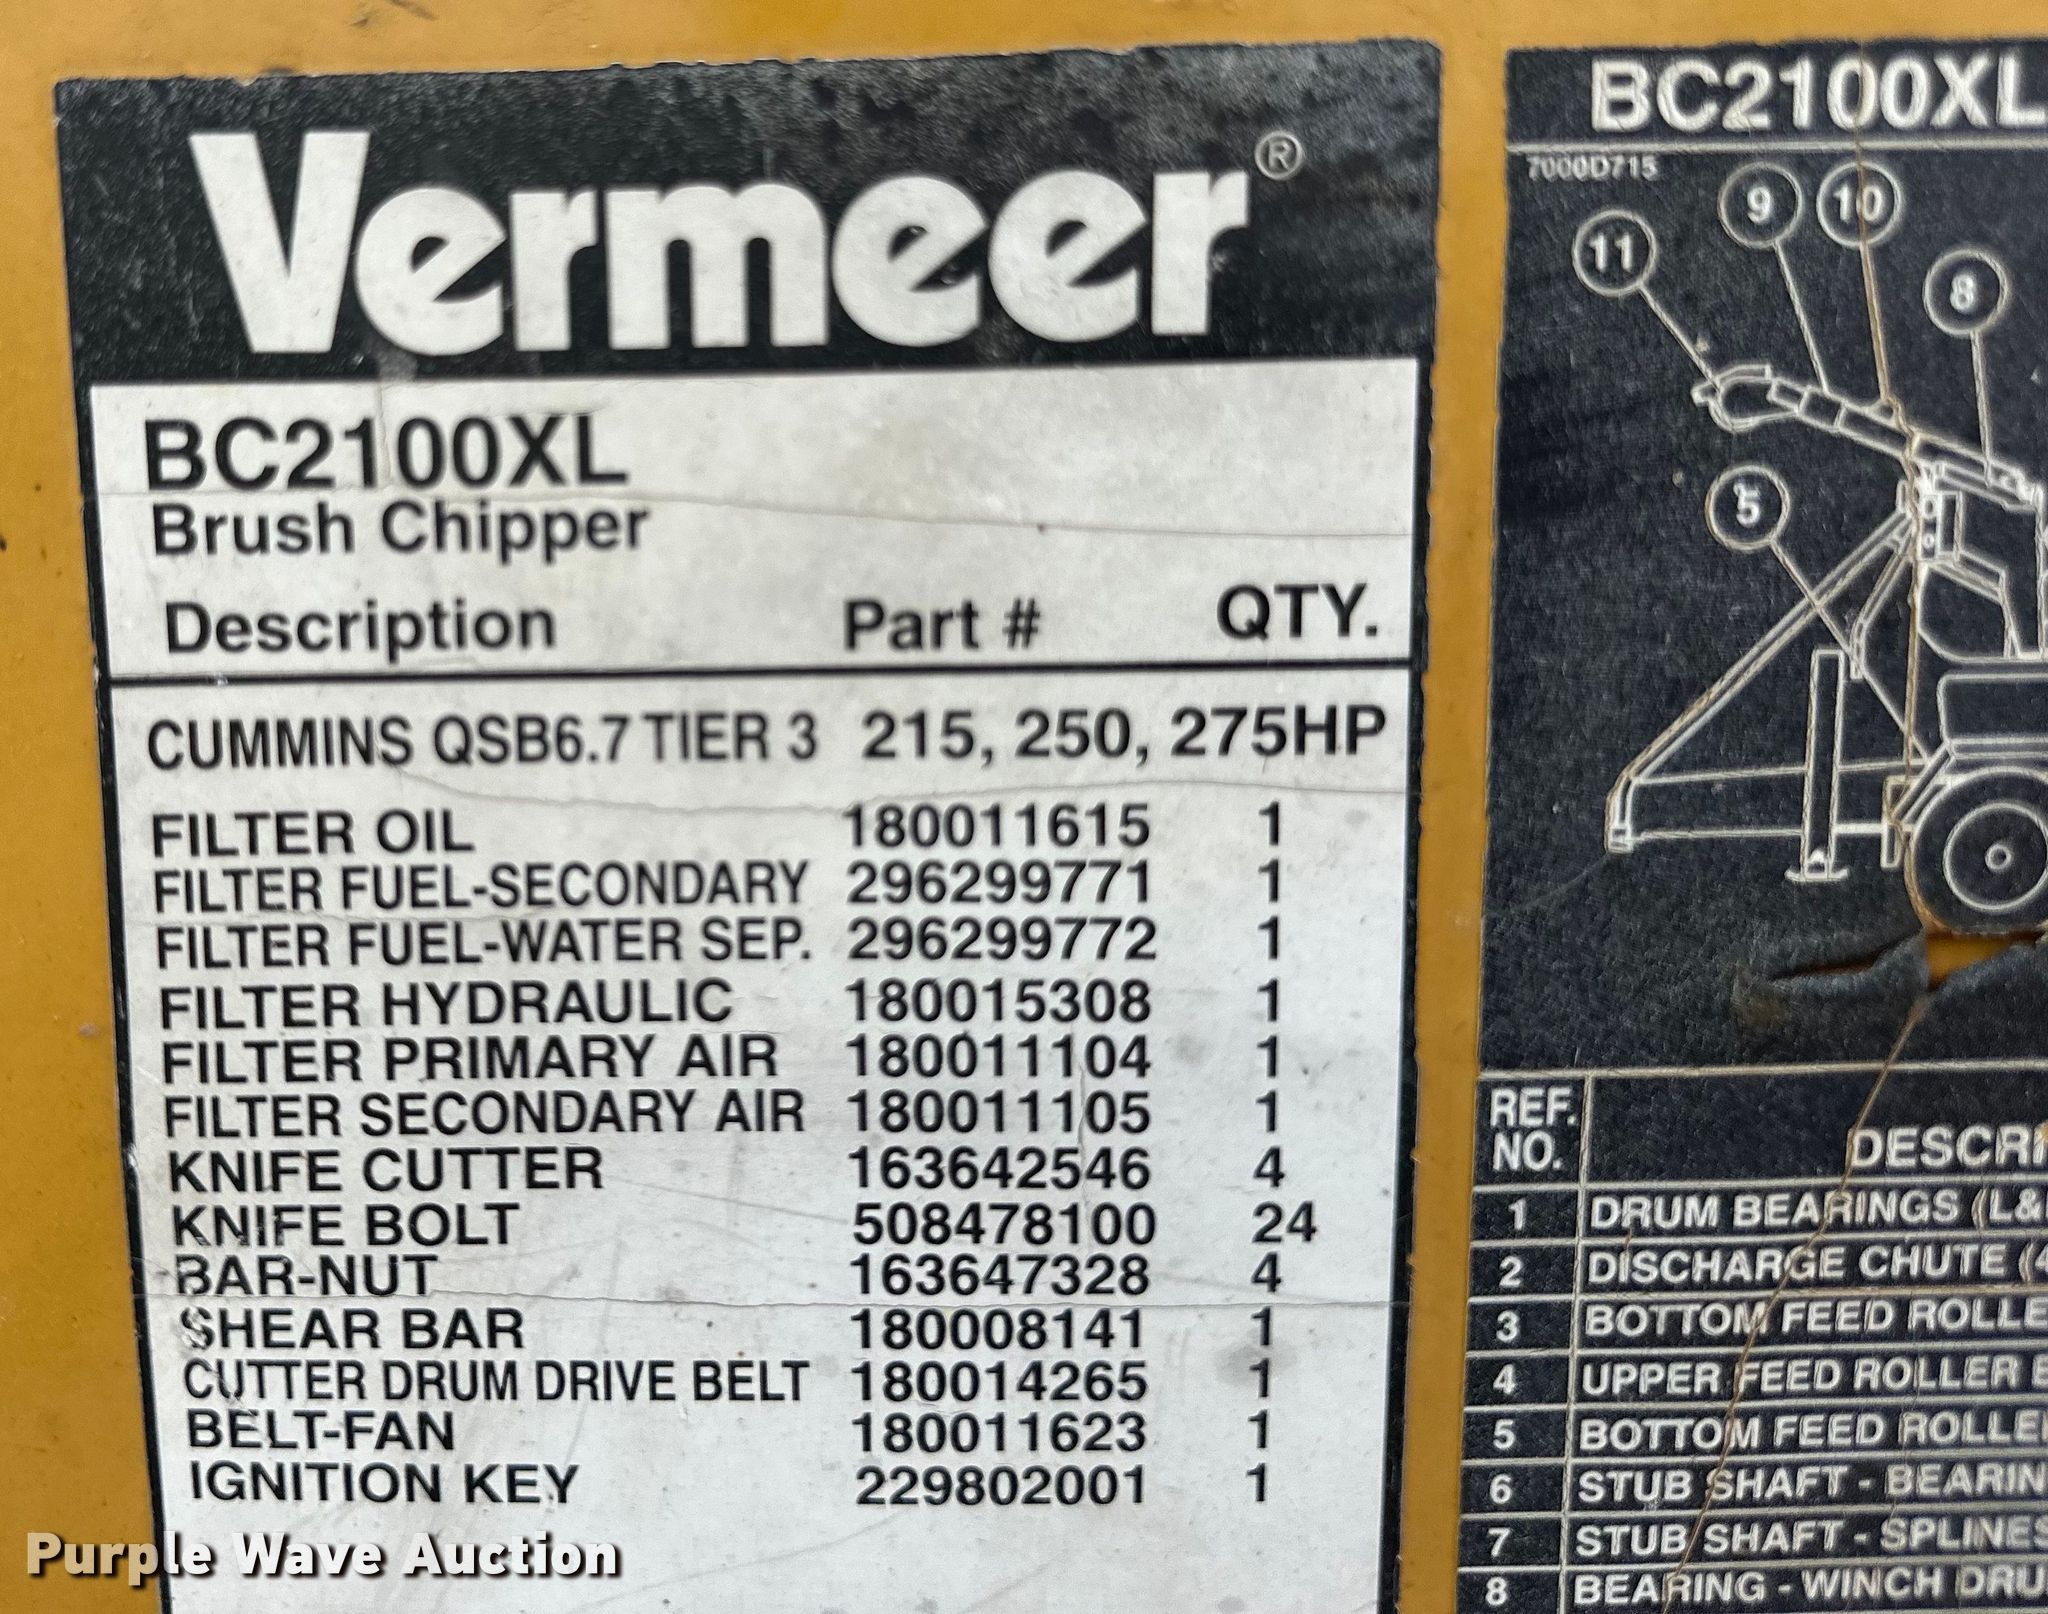 Vermeer®
BC2100XL
Brush Chipper
Description Part # QTY.
CUMMINS QSB6.7 TIER 3 215, 250, 275HP
FILTER OIL 180011615 1
FILTER FUEL-SECONDARY 296299771 1
FILTER FUEL-WATER SEP. 296299772 1
FILTER HYDRAULIC 180015308 1
FILTER PRIMARY AIR 180011104 1
FILTER SECONDARY AIR 180011105 1
KNIFE CUTTER 163642546 4
KNIFE BOLT 508478100 24
BAR-NUT 163647328 4
SHEAR BAR 180008141 1
CUTTER DRUM DRIVE BELT 180014265 1
BELT-FAN 180011623 1
IGNITION KEY 229802001 1
BC2100XL
7000D715
9 10
11
8
5
REF.
NO.
1 DRUM BEARINGS
2 DISCHARGE CHUTE
3 BOTTOM FEED
4 UPPER FEED ROLLER
5 BOTTOM FEED
6 STUB SHAFT -
7 STUB SHAFT -
8 BEARING - WINCH
Purple Wave Auction